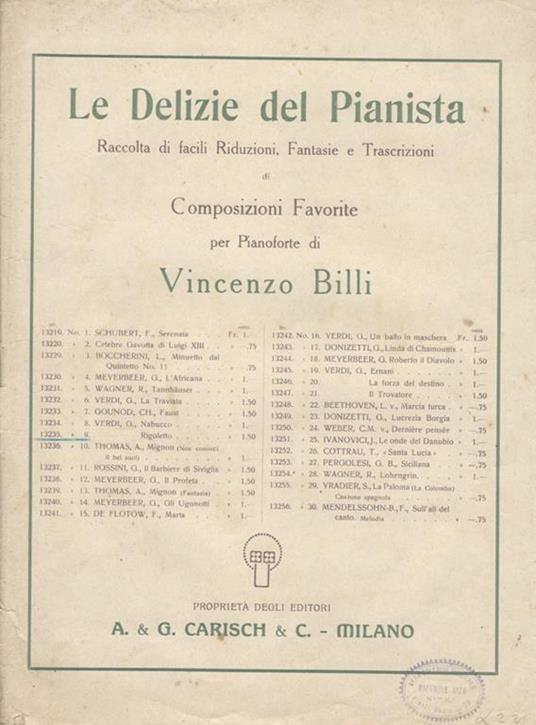 Le Delizie del Pianista
Raccolta di facili Riduzioni, Fantasie e Trascrizioni
di
Composizioni Favorite
per Pianoforte di
Vincenzo Billi
13219. No. 1. SCHUBERT, F., Serenata . . Fr. 1.—
13220. » 2. Celebre Gavotta di Luigi XIII . » —.75
13229. » 3. BOCCHERINI, L., Minuetto dal
Quintetto No. 11 . . . » —.75
13230. » 4. MEYERBEER, G., L'Africana . » 1.—
13231. » 5. WAGNER, R., Tannhäuser . . » 1.—
13232. » 6. VERDI, G., La Traviata . . » 1.50
13233. » 7. GOUNOD, CH., Faust . . » 1.50
13234. » 8. VERDI, G., Nabucco . . » 1.—
13235. » Rigoletto . . » 1.50
13236. » 10. THOMAS, A., Mignon (Non conosci
il bel suol) . . . » 1.—
13237. » 11. ROSSINI, G., Il Barbiere di Siviglia » 1.50
13238. » 12. MEYERBEER, G., Il Profeta . » 1.50
13239. » 13. THOMAS, A., Mignon (Fantasia) . » 1.50
13240. » 14. MEYERBEER, G., Gli Ugonotti . » 1.—
13241. » 15. DE FLOTOW, F., Marta . . » 1.—
13242. No. 16. VERDI, G., Un ballo in maschera Fr. 1.50
13243. » 17. DONIZETTI, G., Linda di Chamounix » 1.—
13244. » 18. MEYERBEER, G. Roberto il Diavolo » 1.50
13245. » 19. VERDI, G., Ernani . . » 1.—
13246. » 20. La forza del destino . » 1.—
13247. » 21. Il Trovatore . . » 1.50
13248. » 22. BEETHOVEN, L. v., Marcia turca . » —.75
13249. » 23. DONIZETTI, G., Lucrezia Borgia » 1.—
13250. » 24. WEBER, C.M. v., Dernière pensée » —.75
13251. » 25. IVANOVICI, J., Le onde del Danubio » 1.—
13252. » 26. COTTRAU, T., «Santa Lucia» . » —.75
13253. » 27. PERGOLESI, G. B., Siciliana . . » —.75
13254. » 28. WAGNER, R., Lohengrin. . . » 1.—
13255. » 29. YRADIER, S., La Paloma (La Colomba)
Canzone spagnola . . . » —.75
13256. » 30. MENDELSSOHN-B., F., Sull'ali del
canto. Melodia . . . » —.75
PROPRIETÀ DEGLI EDITORI
A. & G. CARISCH & C. - MILANO